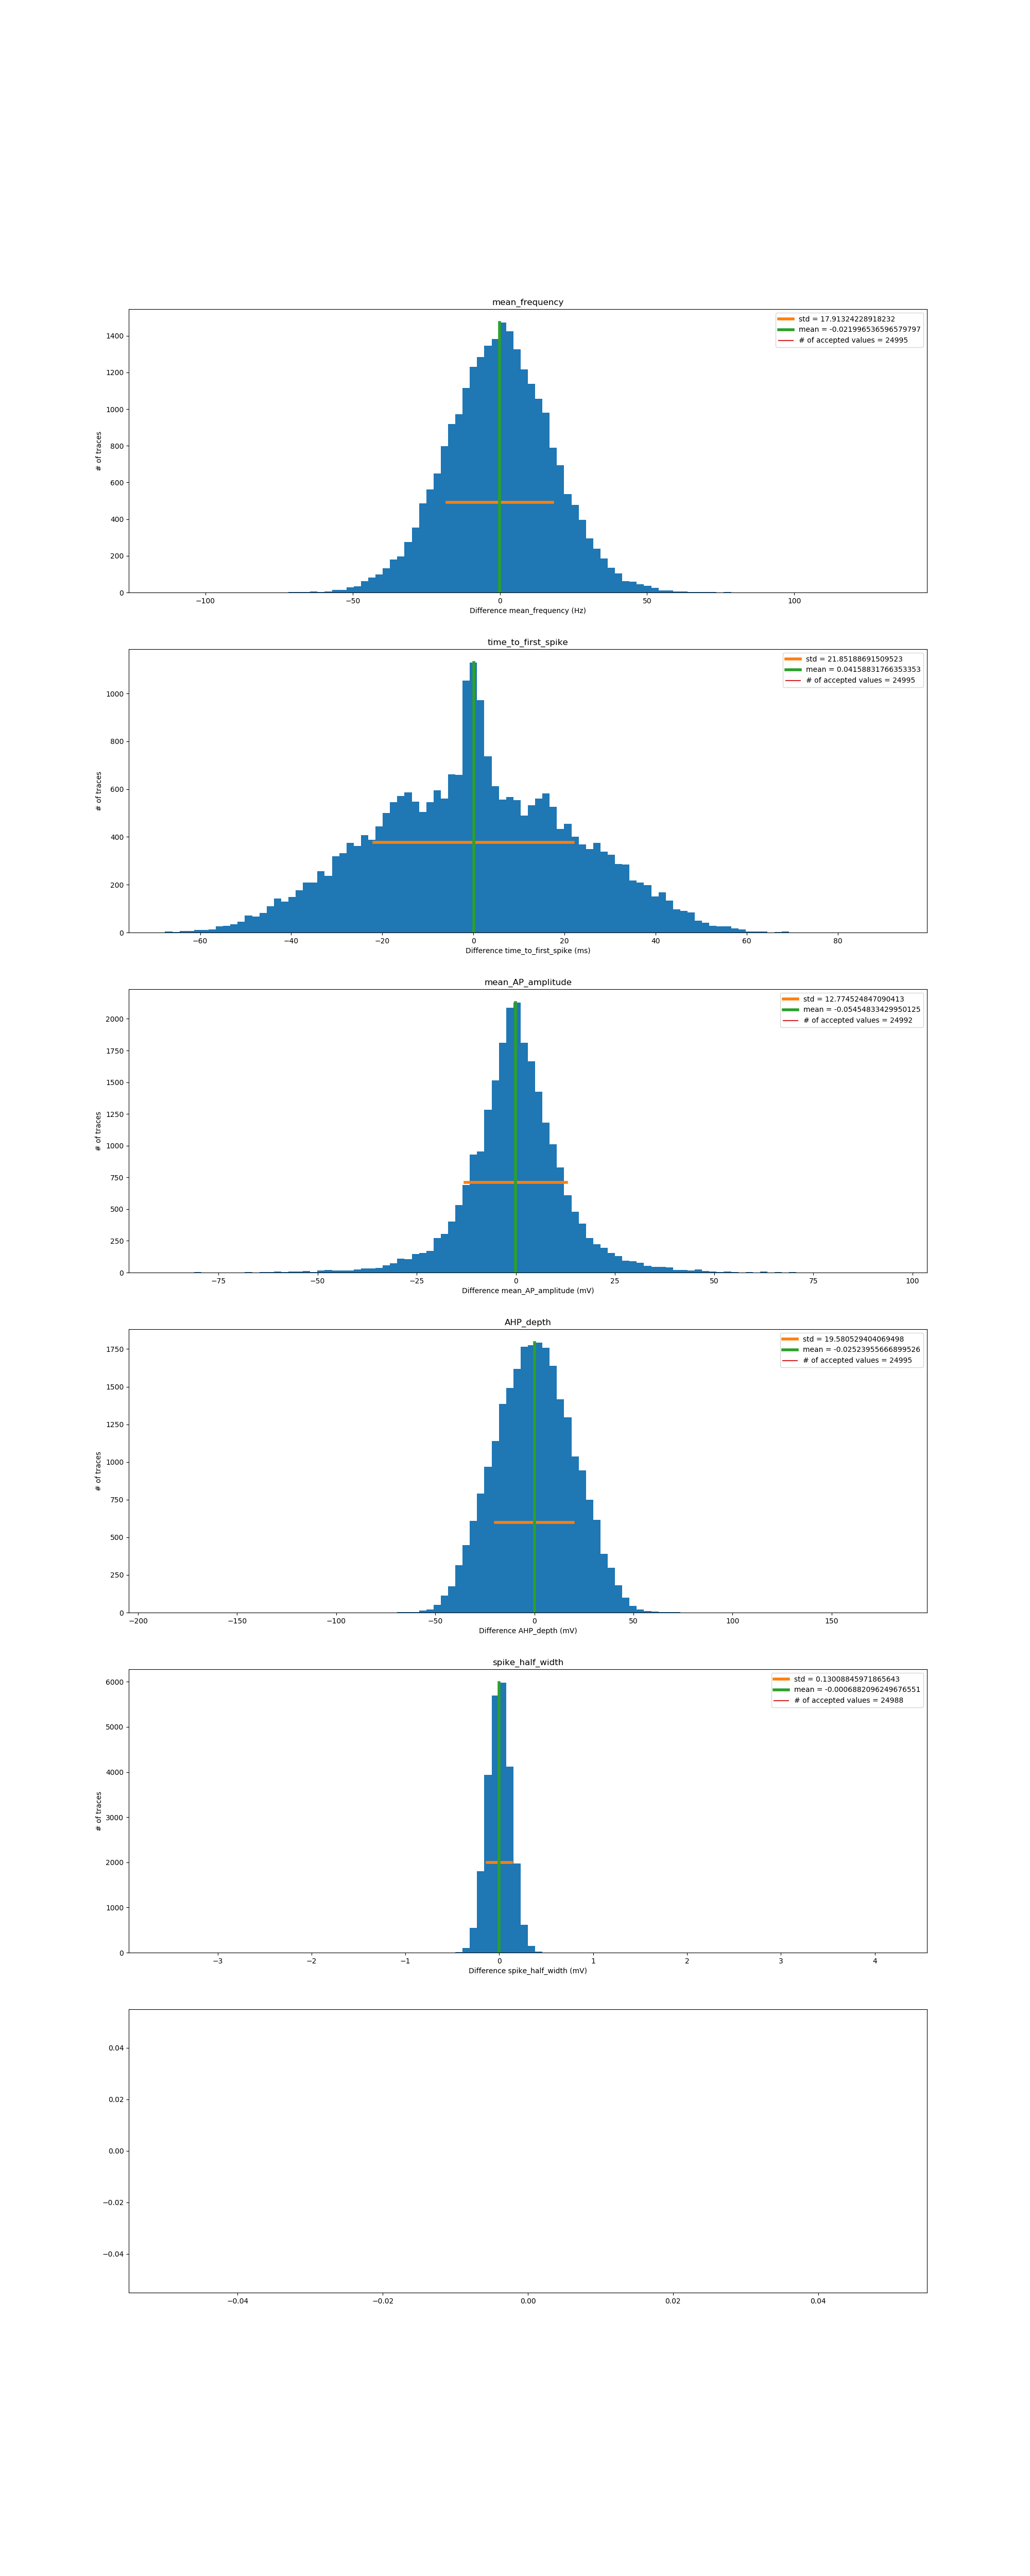 mean_frequency
std = 17.91324228918232
mean = -0.021996536596579797
# of accepted values = 24995
1400
1200
1000
800
600
400
200
0
# of traces
−100
−50
0
50
100
Difference mean_frequency (Hz)
time_to_first_spike
std = 21.85188691509523
mean = 0.04158831766353353
# of accepted values = 24995
1000
800
600
400
200
0
# of traces
−60
−40
−20
0
20
40
60
80
Difference time_to_first_spike (ms)
mean_AP_amplitude
std = 12.774524847090413
mean = -0.05454833429950125
# of accepted values = 24992
2000
1750
1500
1250
1000
750
500
250
0
# of traces
−75
−50
−25
0
25
50
75
100
Difference mean_AP_amplitude (mV)
AHP_depth
std = 19.580529404069498
mean = -0.02523955666899526
# of accepted values = 24995
1750
1500
1250
1000
750
500
250
0
# of traces
−200
−150
−100
−50
0
50
100
150
Difference AHP_depth (mV)
spike_half_width
std = 0.13008845971865643
mean = -0.0006882096249676551
# of accepted values = 24988
6000
5000
4000
3000
2000
1000
0
# of traces
−3
−2
−1
0
1
2
3
4
Difference spike_half_width (mV)
0.04
0.02
0.00
−0.02
−0.04
−0.04
−0.02
0.00
0.02
0.04